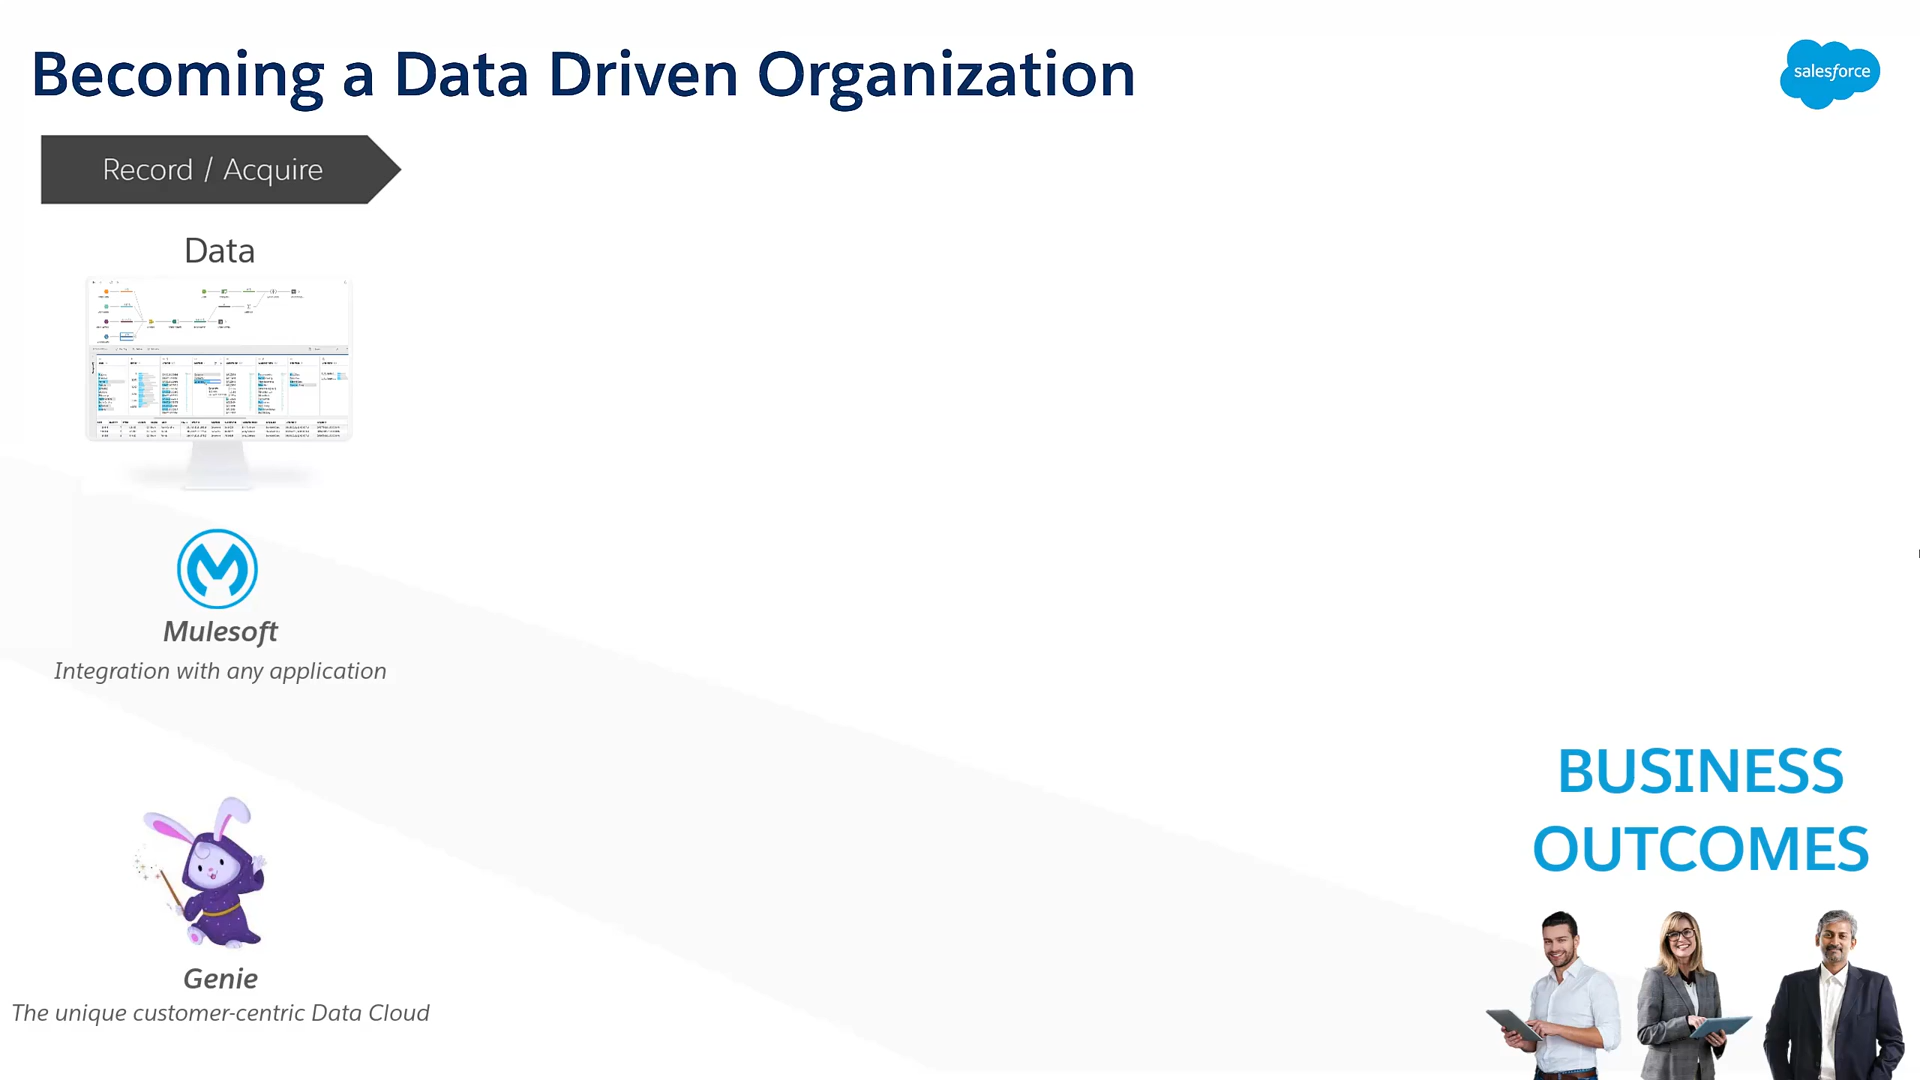 Becoming a Data Driven Organization
salesforce
Record / Acquire
Data
Mulesoft
Integration with any application
BUSINESS
OUTCOMES
Genie
The unique customer-centric Data Cloud